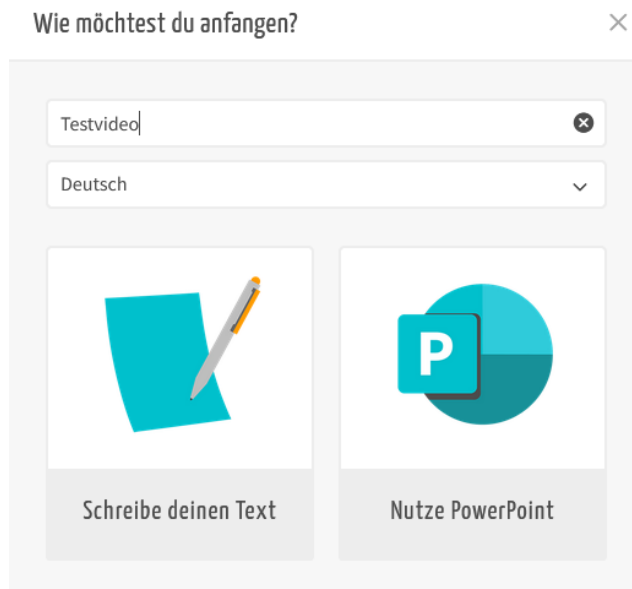 Wie möchtest du anfangen?
Testvideo
Deutsch
P
Schreibe deinen Text
Nutze PowerPoint